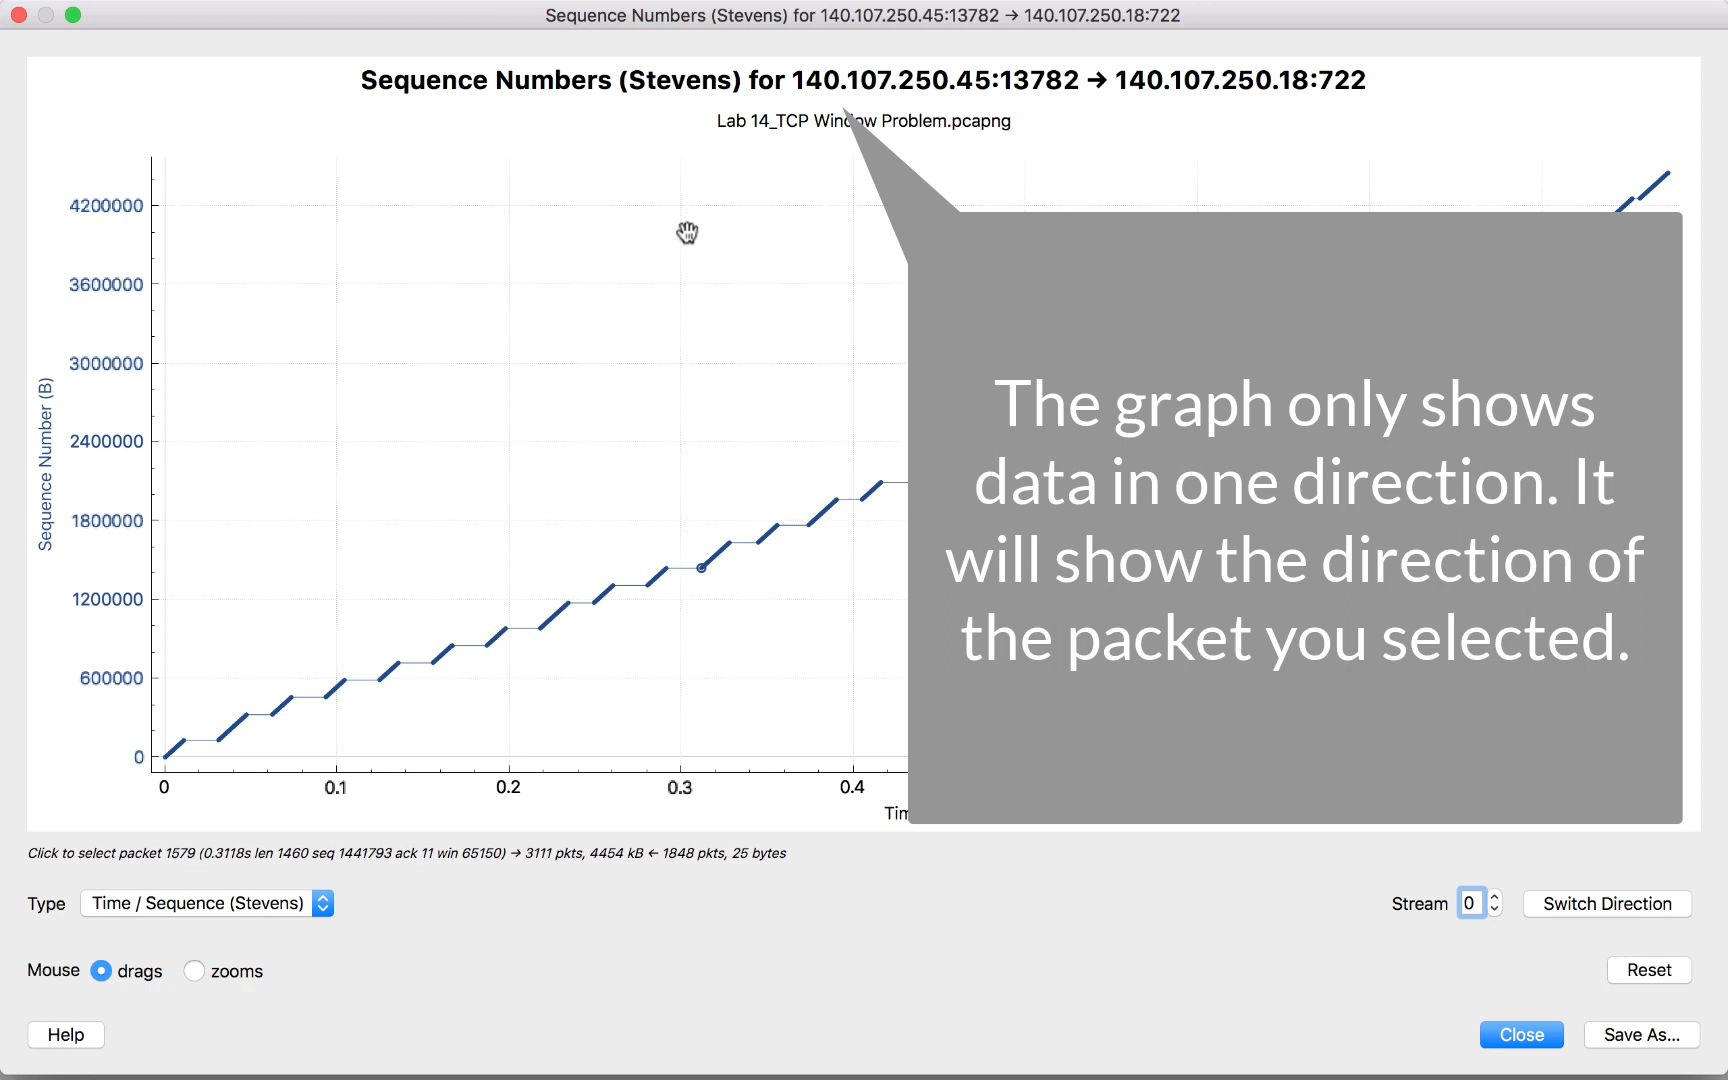 Sequence Numbers (Stevens) for 140.107.250.45:13782 → 140.107.250.18:722
Sequence Numbers (Stevens) for 140.107.250.45:13782 → 140.107.250.18:722
Lab 14_TCP Window Problem.pcapng
4200000
3600000
3000000
2400000
1800000
1200000
600000
0
Sequence Number (B)
0 0.1 0.2 0.3 0.4
The graph only shows
data in one direction. It
will show the direction of
the packet you selected.
Click to select packet 1579 (0.3118s len 1460 seq 1441793 ack 11 win 65150) → 3111 pkts, 4454 kB ← 1848 pkts, 25 bytes
Type Time / Sequence (Stevens) Stream 0 Switch Direction
Mouse drags zooms Reset
Help Close Save As...